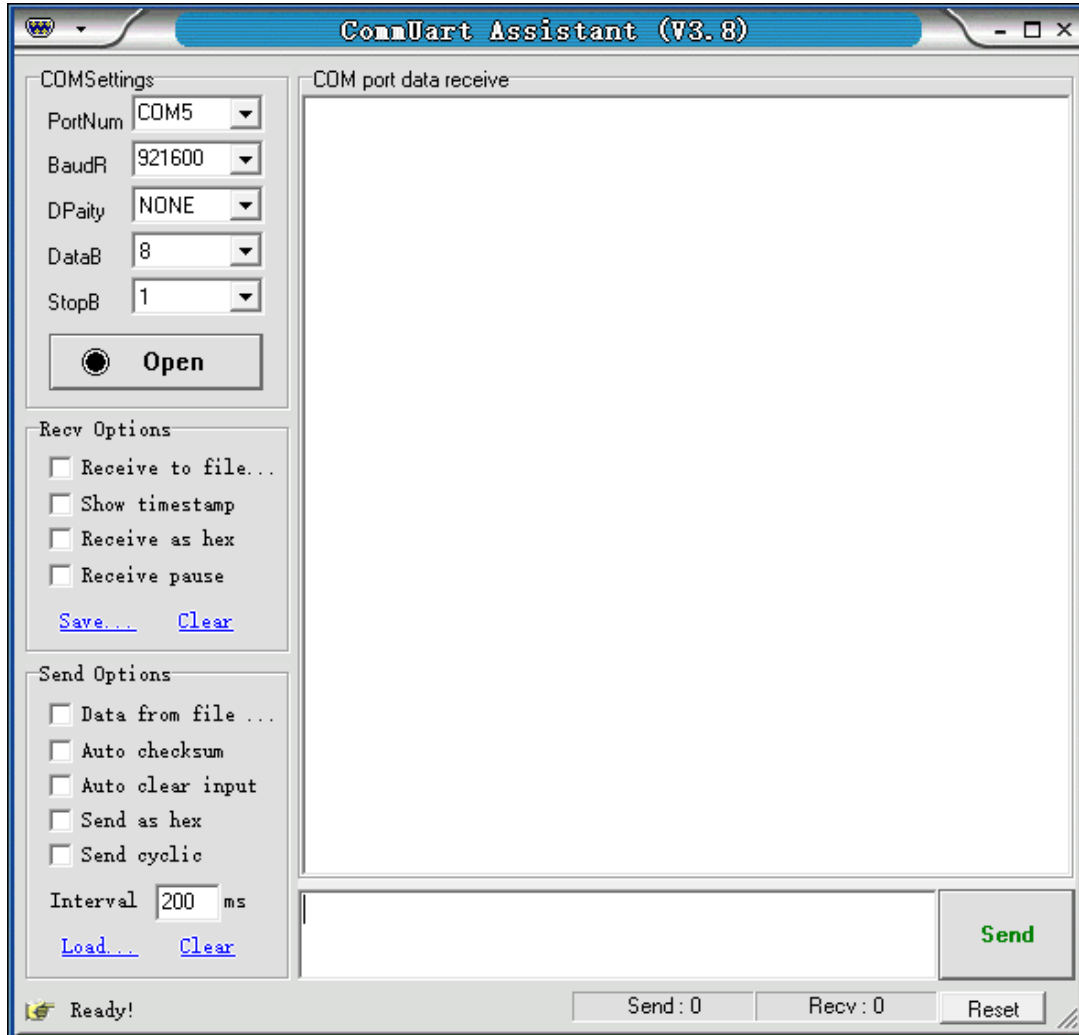 CommUart Assistant (V3.8)
COMSettings
PortNum COM5
BaudR 921600
DPaity NONE
DataB 8
StopB 1
Open
Recv Options
Receive to file...
Show timestamp
Receive as hex
Receive pause
Save... Clear
Send Options
Data from file ...
Auto checksum
Auto clear input
Send as hex
Send cyclic
Interval 200 ms
Load... Clear
COM port data receive
Send
Ready!
Send : 0 Recv : 0 Reset